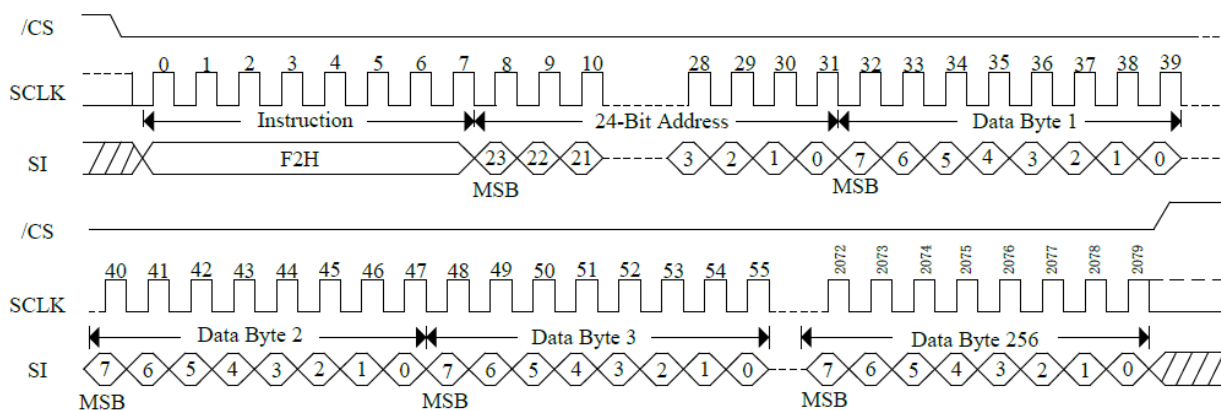 /CS
0 1 2 3 4 5 6 7 8 9 10 28 29 30 31 32 33 34 35 36 37 38 39
SCLK
Instruction 24-Bit Address Data Byte 1
SI F2H 23 22 21 3 2 1 0 7 6 5 4 3 2 1 0
MSB MSB
/CS
40 41 42 43 44 45 46 47 48 49 50 51 52 53 54 55 2072 2073 2074 2075 2076 2077 2078 2079
SCLK
Data Byte 2 Data Byte 3 Data Byte 256
SI 7 6 5 4 3 2 1 0 7 6 5 4 3 2 1 0 7 6 5 4 3 2 1 0
MSB MSB MSB